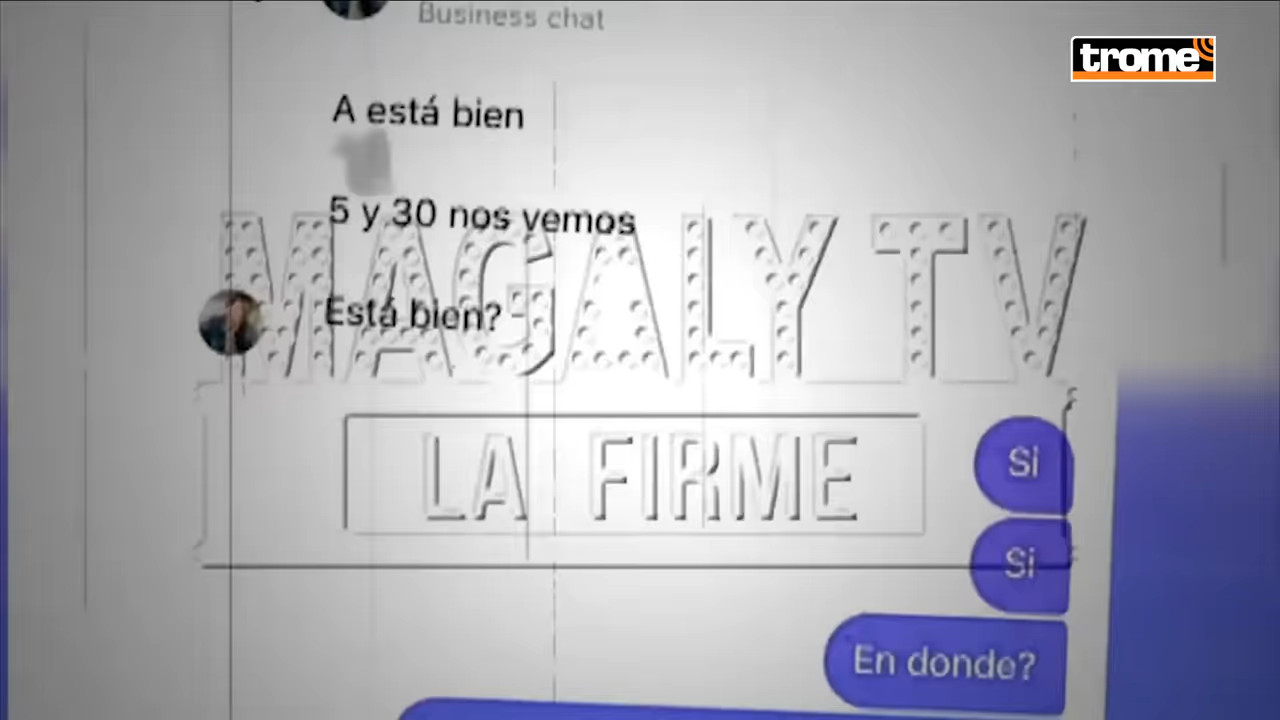 Business chat
trome
A está bien
5 y 30 nos vemos
Está bien?
MAGALY TV
LA FIRME
Si
Si
En donde?